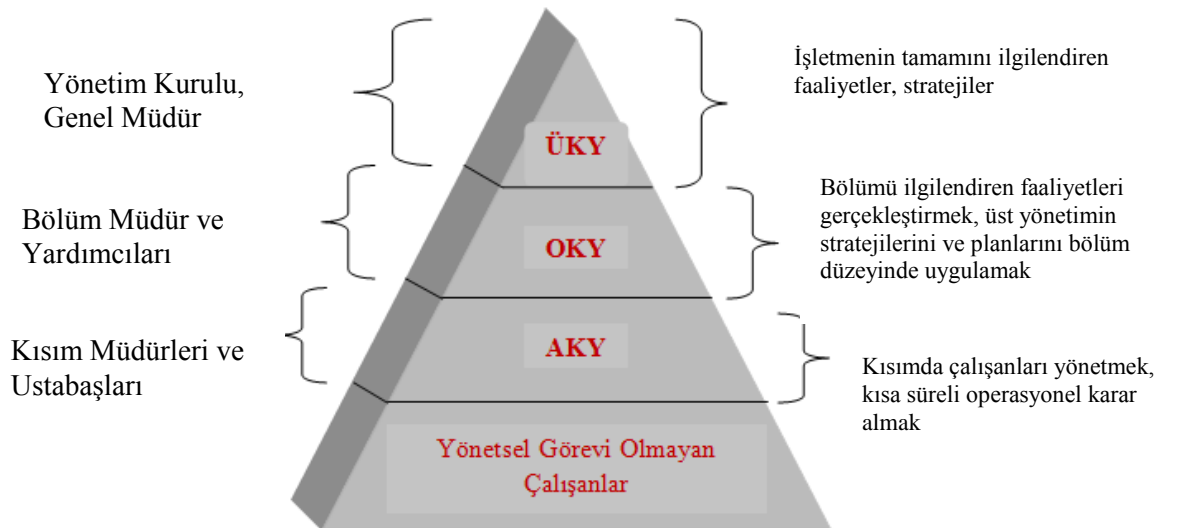 Yönetim Kurulu,
Genel Müdür
ÜKY
İşletmenin tamamını ilgilendiren
faaliyetler, stratejiler
Bölüm Müdür ve
Yardımcıları
OKY
Bölümü ilgilendiren faaliyetleri
gerçekleştirmek, üst yönetimin
stratejilerini ve planlarını bölüm
düzeyinde uygulamak
Kısım Müdürleri ve
Ustabaşları
AKY
Kısımda çalışanları yönetmek,
kısa süreli operasyonel karar
almak
Yönetsel Görevi Olmayan
Çalışanlar